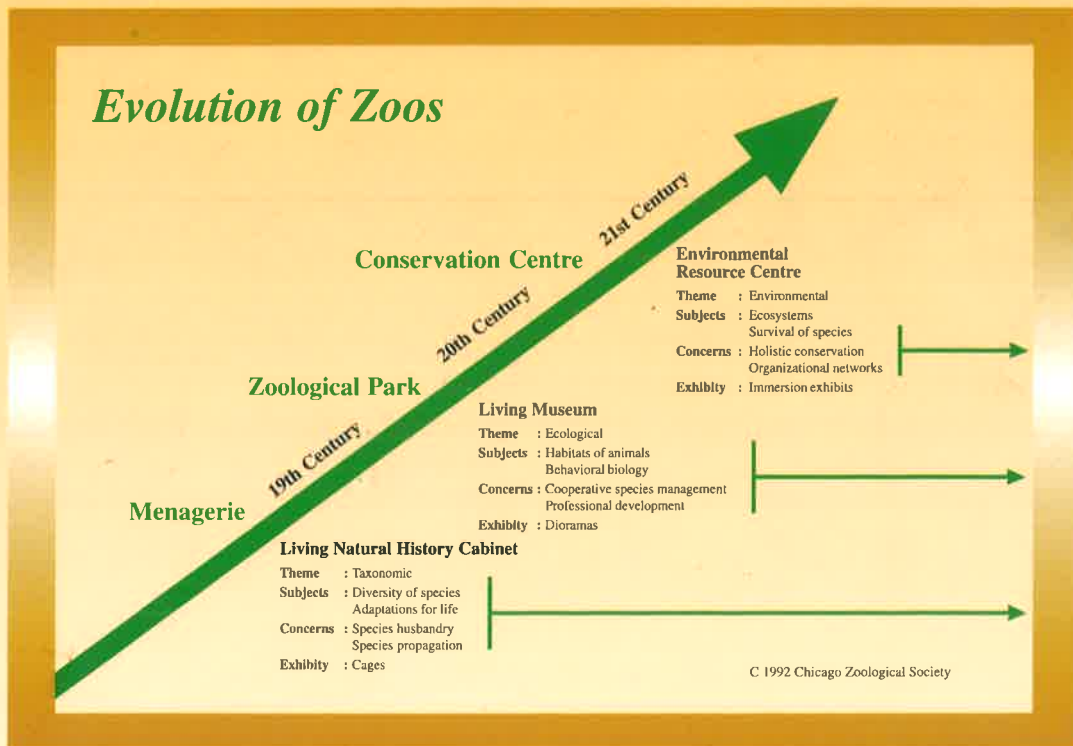 Evolution of Zoos
21st Century
Conservation Centre
Environmental
Resource Centre
Theme : Environmental
Subjects : Ecosystems
Survival of species
Concerns : Holistic conservation
Organizational networks
Exhibity : Immersion exhibits
20th Century
Zoological Park
Living Museum
Theme : Ecological
Subjects : Habitats of animals
Behavioral biology
Concerns : Cooperative species management
Professional development
Exhibity : Dioramas
19th Century
Menagerie
Living Natural History Cabinet
Theme : Taxonomic
Subjects : Diversity of species
Adaptations for life
Concerns : Species husbandry
Species propagation
Exhibity : Cages
C 1992 Chicago Zoological Society